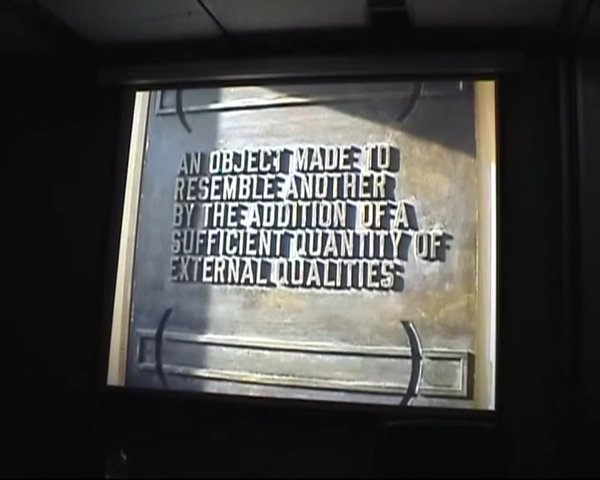 AN OBJECT MADE TO
RESEMBLE ANOTHER
BY THE ADDITION OF A
SUFFICIENT QUANTITY OF
EXTERNAL QUALITIES